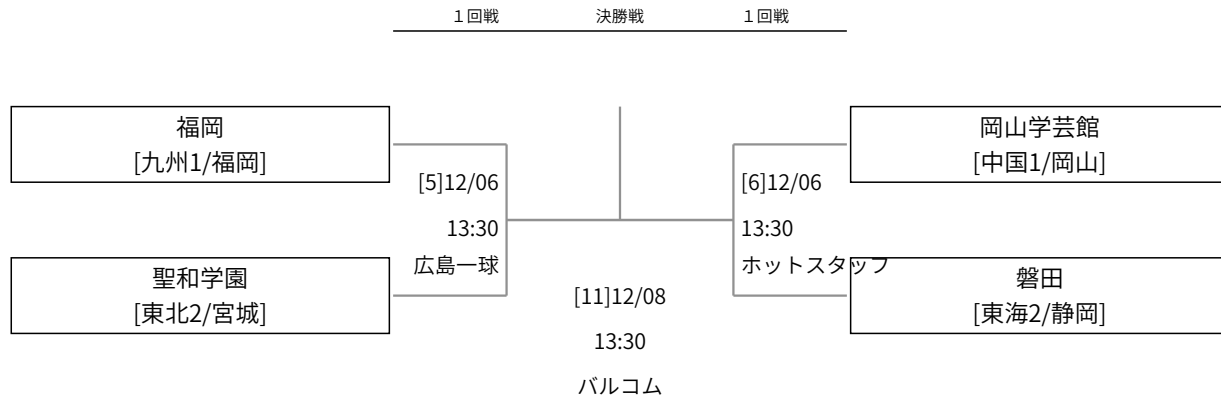 １回戦 決勝戦 １回戦
福岡
[九州1/福岡]
岡山学芸館
[中国1/岡山]
[5]12/06
13:30
広島一球
[6]12/06
13:30
ホットスタッフ
聖和学園
[東北2/宮城]
磐田
[東海2/静岡]
[11]12/08
13:30
バルコム